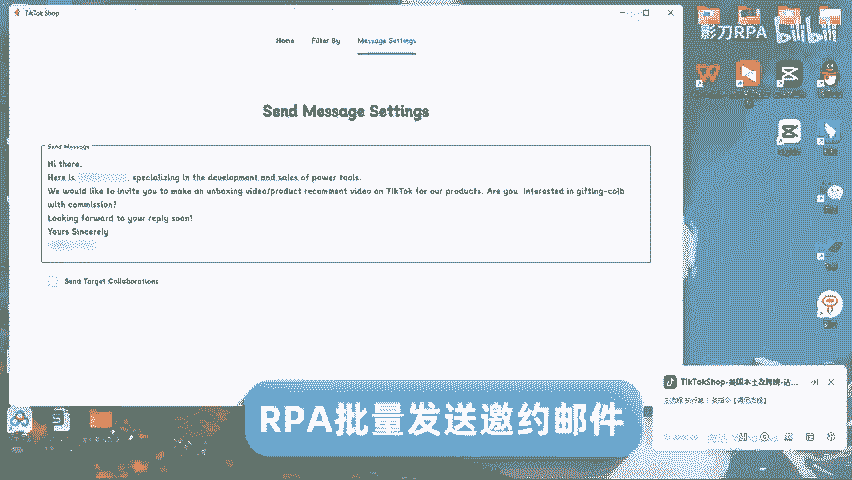 TikTok Shop
Home Filter By Message Settings
影刀RPA bilibili
Send Message Settings
Send Message
Hi there,
Here is , specializing in the development and sales of power tools.
We would like to invite you to make an unboxing video/product recomment video on TikTok for our products. Are you interested in gifting-colb
with commission?
Looking forward to your reply soon!
Yours Sincerely
Send Target Collaborations
TikTokShop-美国本土及跨境-达...
RPA批量发送邀约邮件